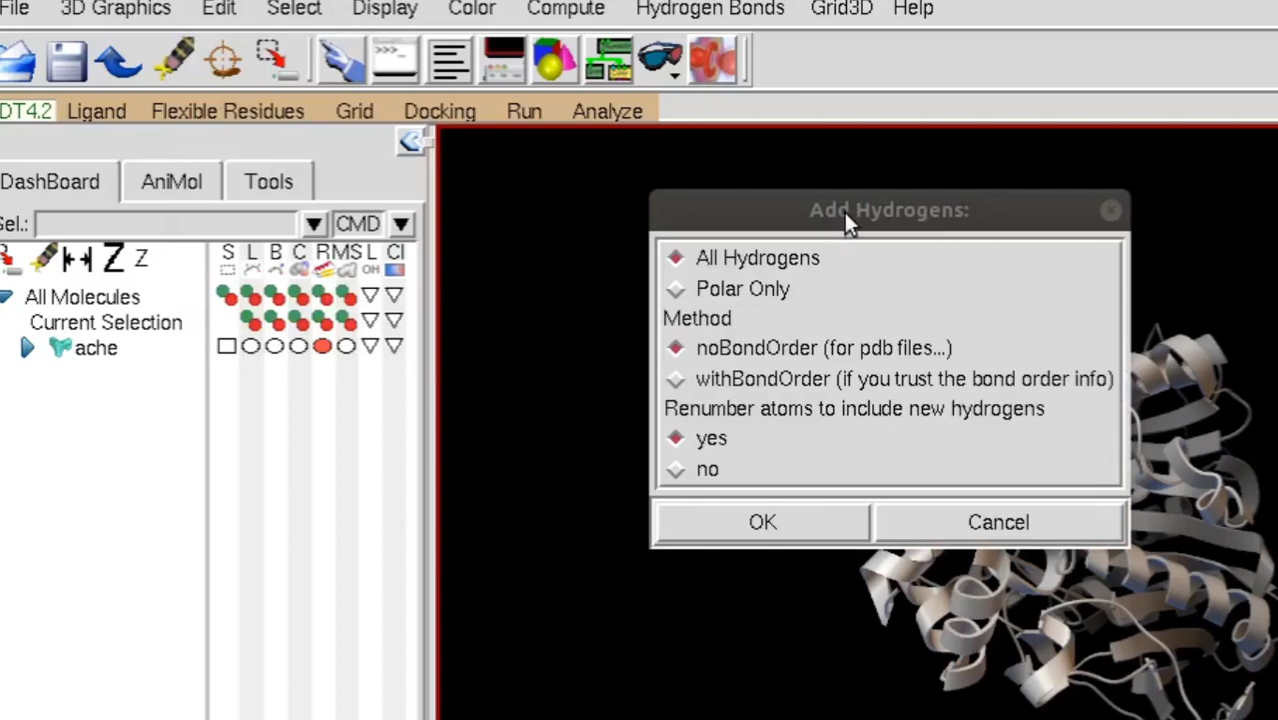 File 3D Graphics Edit Select Display Color Compute Hydrogen Bonds Grid3D Help
>>>_
DT4.2 Ligand Flexible Residues Grid Docking Run Analyze
DashBoard AniMol Tools
Sel.: CMD
Z Z S L B C R MS L Cl
OH
All Molecules
Current Selection
ache
Add Hydrogens:
All Hydrogens
Polar Only
Method
noBondOrder (for pdb files...)
withBondOrder (if you trust the bond order info)
Renumber atoms to include new hydrogens
yes
no
OK Cancel